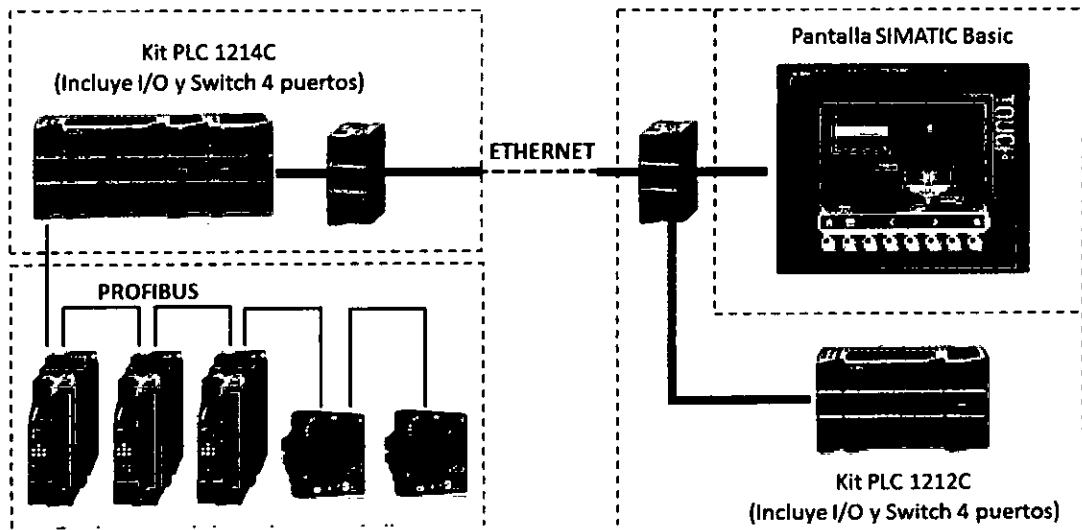 Kit PLC 1214C
(Incluye I/O y Switch 4 puertos)
ETHERNET
Pantalla SIMATIC Basic
TOUCH
PROFIBUS
Kit PLC 1212C
(Incluye I/O y Switch 4 puertos)